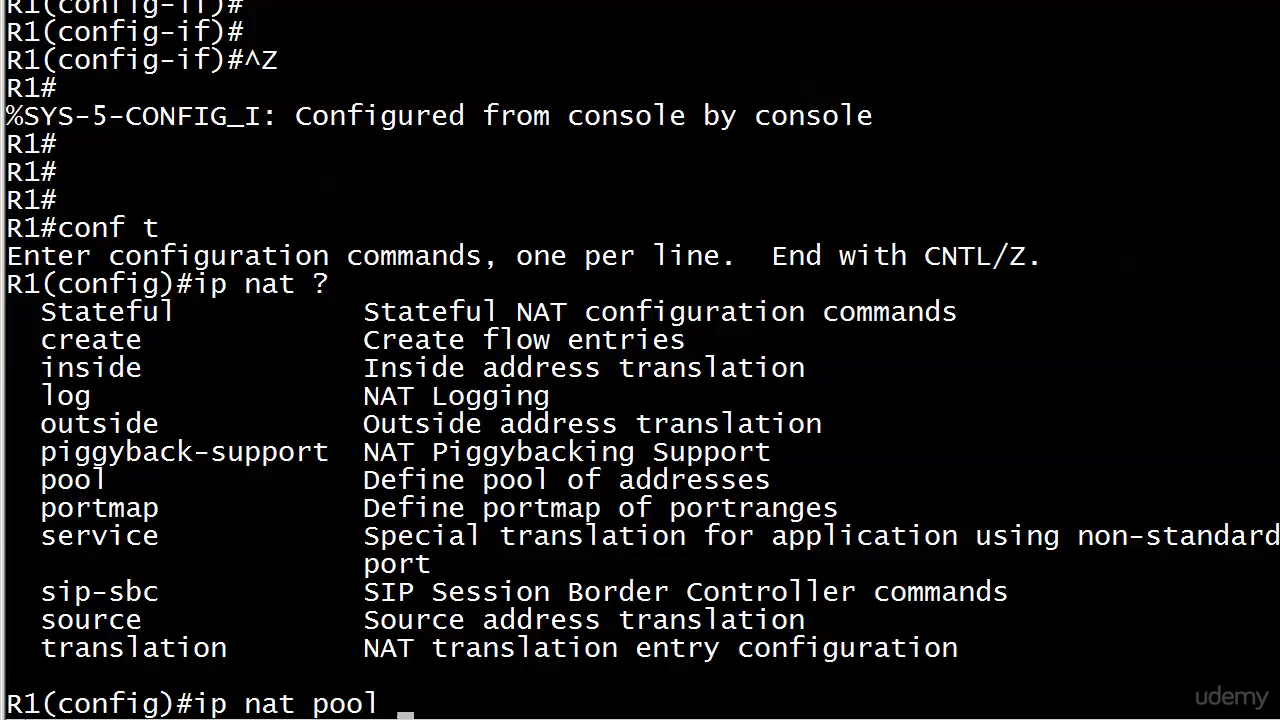 R1(config-if)#
R1(config-if)#
R1(config-if)#^Z
R1#
%SYS-5-CONFIG_I: Configured from console by console
R1#
R1#
R1#
R1#conf t
Enter configuration commands, one per line.  End with CNTL/Z.
R1(config)#ip nat ?
  Stateful           Stateful NAT configuration commands
  create             Create flow entries
  inside             Inside address translation
  log                NAT Logging
  outside            Outside address translation
  piggyback-support  NAT Piggybacking Support
  pool               Define pool of addresses
  portmap            Define portmap of portranges
  service            Special translation for application using non-standard
                     port
  sip-sbc            SIP Session Border Controller commands
  source             Source address translation
  translation        NAT translation entry configuration
R1(config)#ip nat pool
udemy